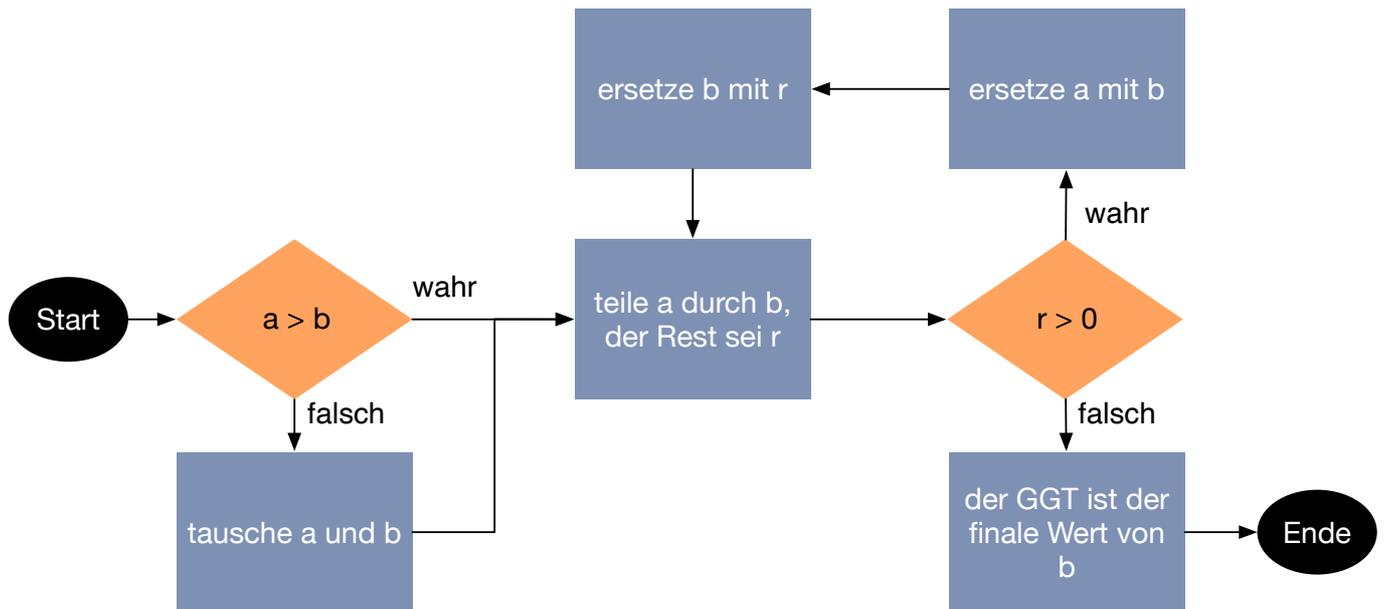 ersetze b mit r
ersetze a mit b
wahr
Start
a > b
wahr
teile a durch b,
der Rest sei r
r > 0
falsch
falsch
tausche a und b
der GGT ist der
finale Wert von
b
Ende